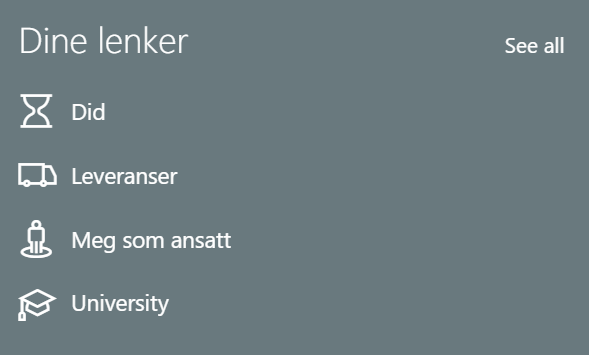 Dine lenker
See all
Did
Leveranser
Meg som ansatt
University